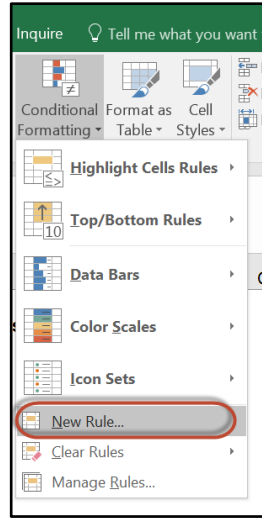 Inquire Tell me what you want
Conditional Format as Cell
Formatting Table Styles
Highlight Cells Rules
10 Top/Bottom Rules
Data Bars
Color Scales
Icon Sets
New Rule...
Clear Rules
Manage Rules...